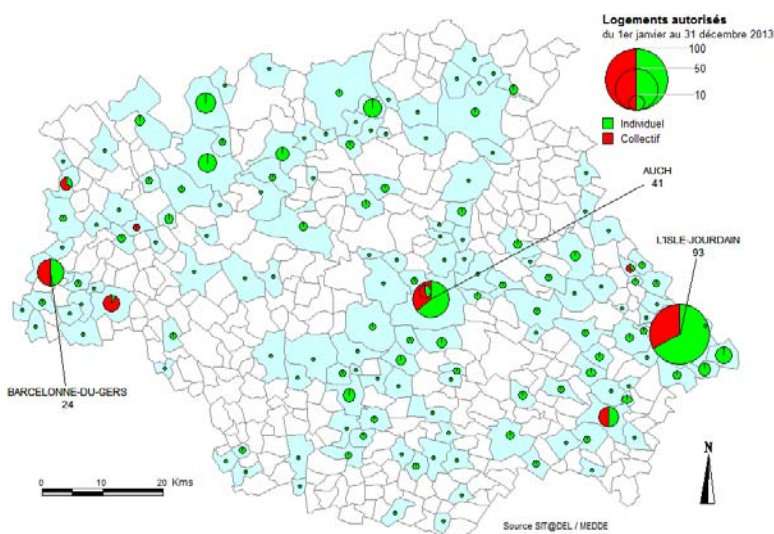 Logements autorisés
du 1er janvier au 31 décembre 2013
100
50
10
Individuel
Collectif
AUCH
41
L'ISLE-JOURDAIN
93
BARCELONNE-DU-GERS
24
N
0 10 20 Kms
Source SIT@DEL / MEDDE